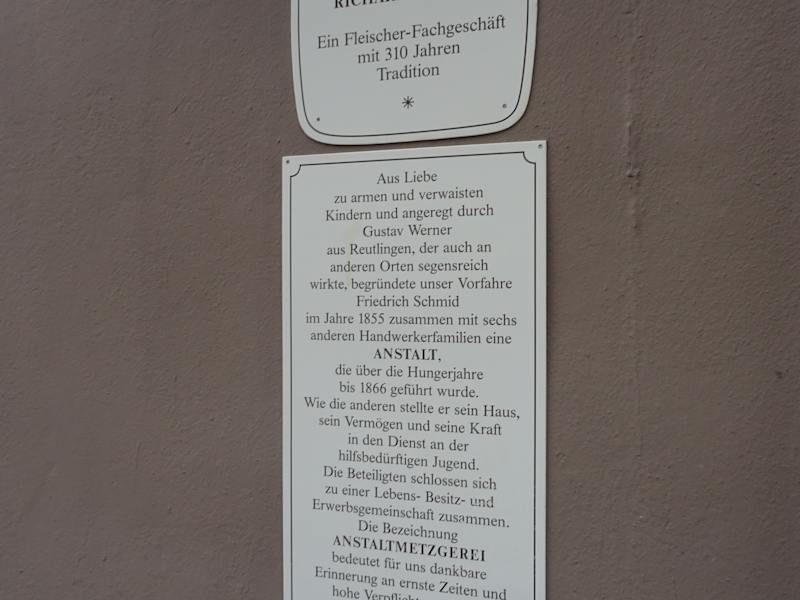 Ein Fleischer-Fachgeschäft
mit 310 Jahren
Tradition
Aus Liebe
zu armen und verwaisten
Kindern und angeregt durch
Gustav Werner
aus Reutlingen, der auch an
anderen Orten segensreich
wirkte, begründete unser Vorfahre
Friedrich Schmid
im Jahre 1855 zusammen mit sechs
anderen Handwerkerfamilien eine
ANSTALT,
die über die Hungerjahre
bis 1866 geführt wurde.
Wie die anderen stellte er sein Haus,
sein Vermögen und seine Kraft
in den Dienst an der
hilfsbedürftigen Jugend.
Die Beteiligten schlossen sich
zu einer Lebens- Besitz- und
Erwerbsgemeinschaft zusammen.
Die Bezeichnung
ANSTALTMETZGEREI
bedeutet für uns dankbare
Erinnerung an ernste Zeiten und
hohe